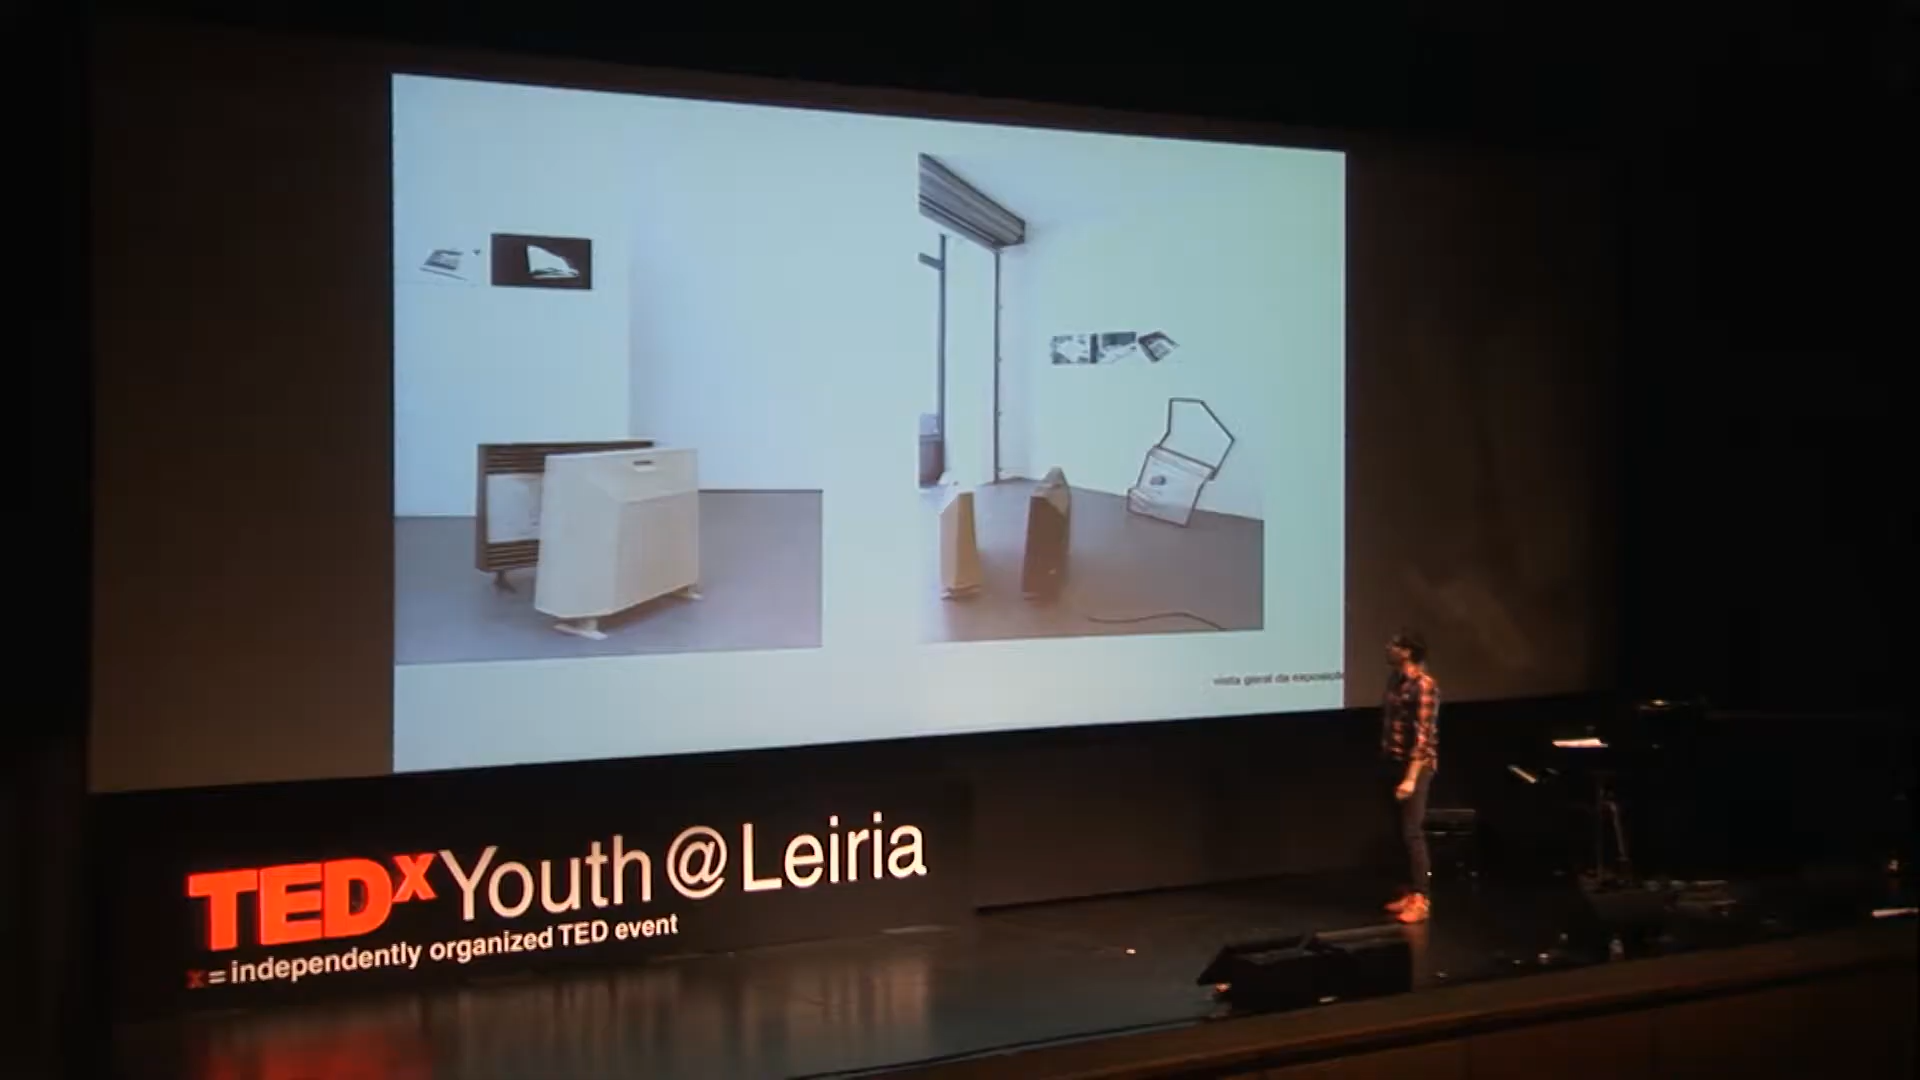 vista geral da exposição
TEDxYouth@Leiria
x = independently organized TED event